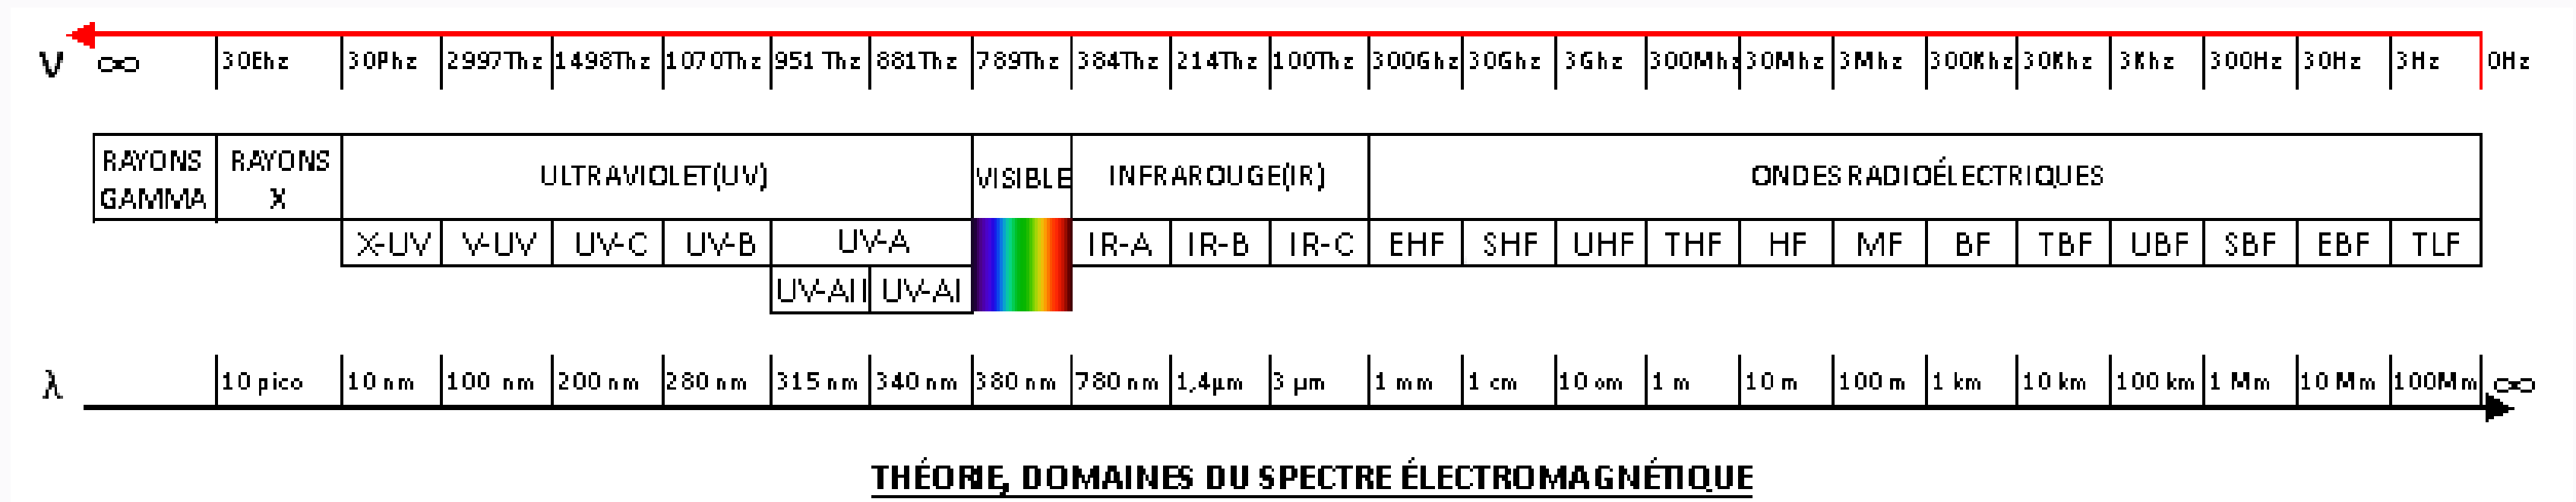 ν ∞ 30Ehz 30Phz 2997Thz 1498Thz 1070Thz 951 Thz 881Thz 789Thz 384Thz 214Thz 100Thz 300Ghz 30Ghz 3Ghz 300Mhz 30Mhz 3Mhz 300Khz 30Khz 3Khz 300Hz 30Hz 3Hz 0Hz
RAYONS GAMMA RAYONS X ULTRAVIOLET(UV) VISIBLE INFRAROUGE(IR) ONDES RADIOÉLECTRIQUES
X-UV V-UV UV-C UV-B UV-A IR-A IR-B IR-C EHF SHF UHF THF HF MF BF TBF UBF SBF EBF TLF
UV-AII UV-AI
λ 10 pico 10 nm 100 nm 200 nm 280 nm 315 nm 340 nm 380 nm 780 nm 1,4µm 3 µm 1 mm 1 cm 10 cm 1 m 10 m 100 m 1 km 10 km 100 km 1 Mm 10 Mm 100Mm ∞
THÉORIE, DOMAINES DU SPECTRE ÉLECTROMAGNÉTIQUE